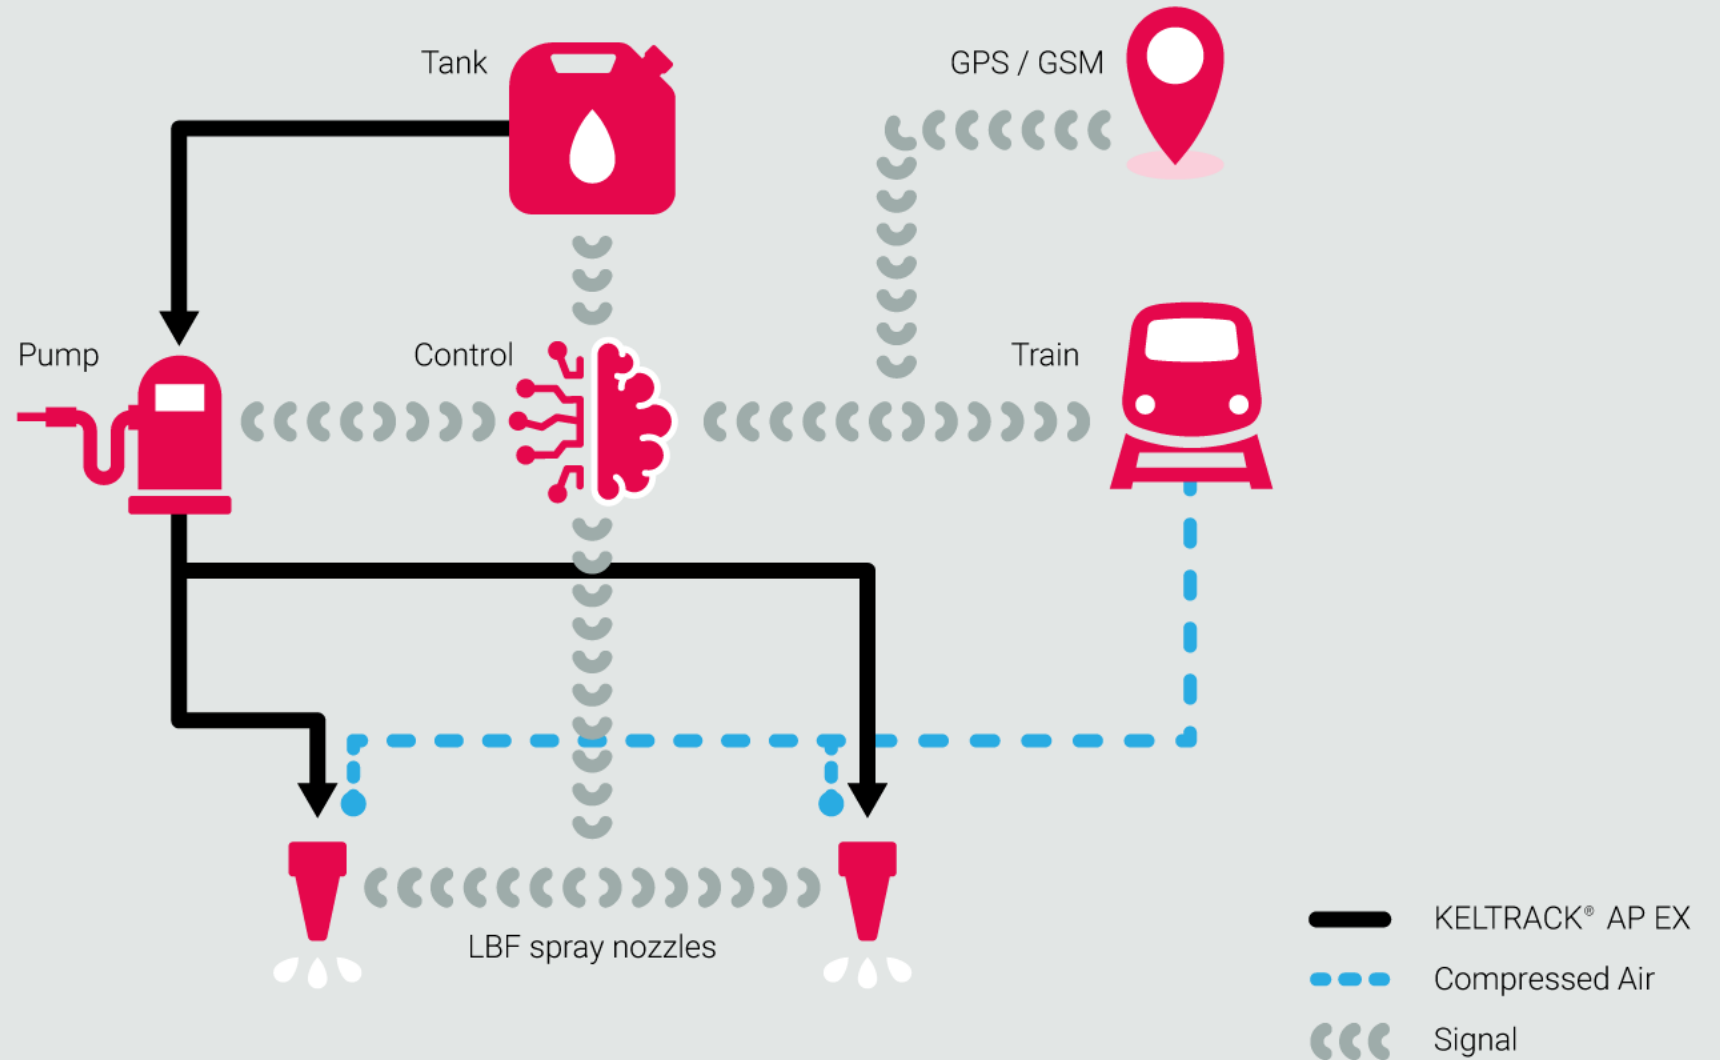 Tank
GPS / GSM
Pump
Control
Train
LBF spray nozzles
KELTRACK® AP EX
Compressed Air
Signal